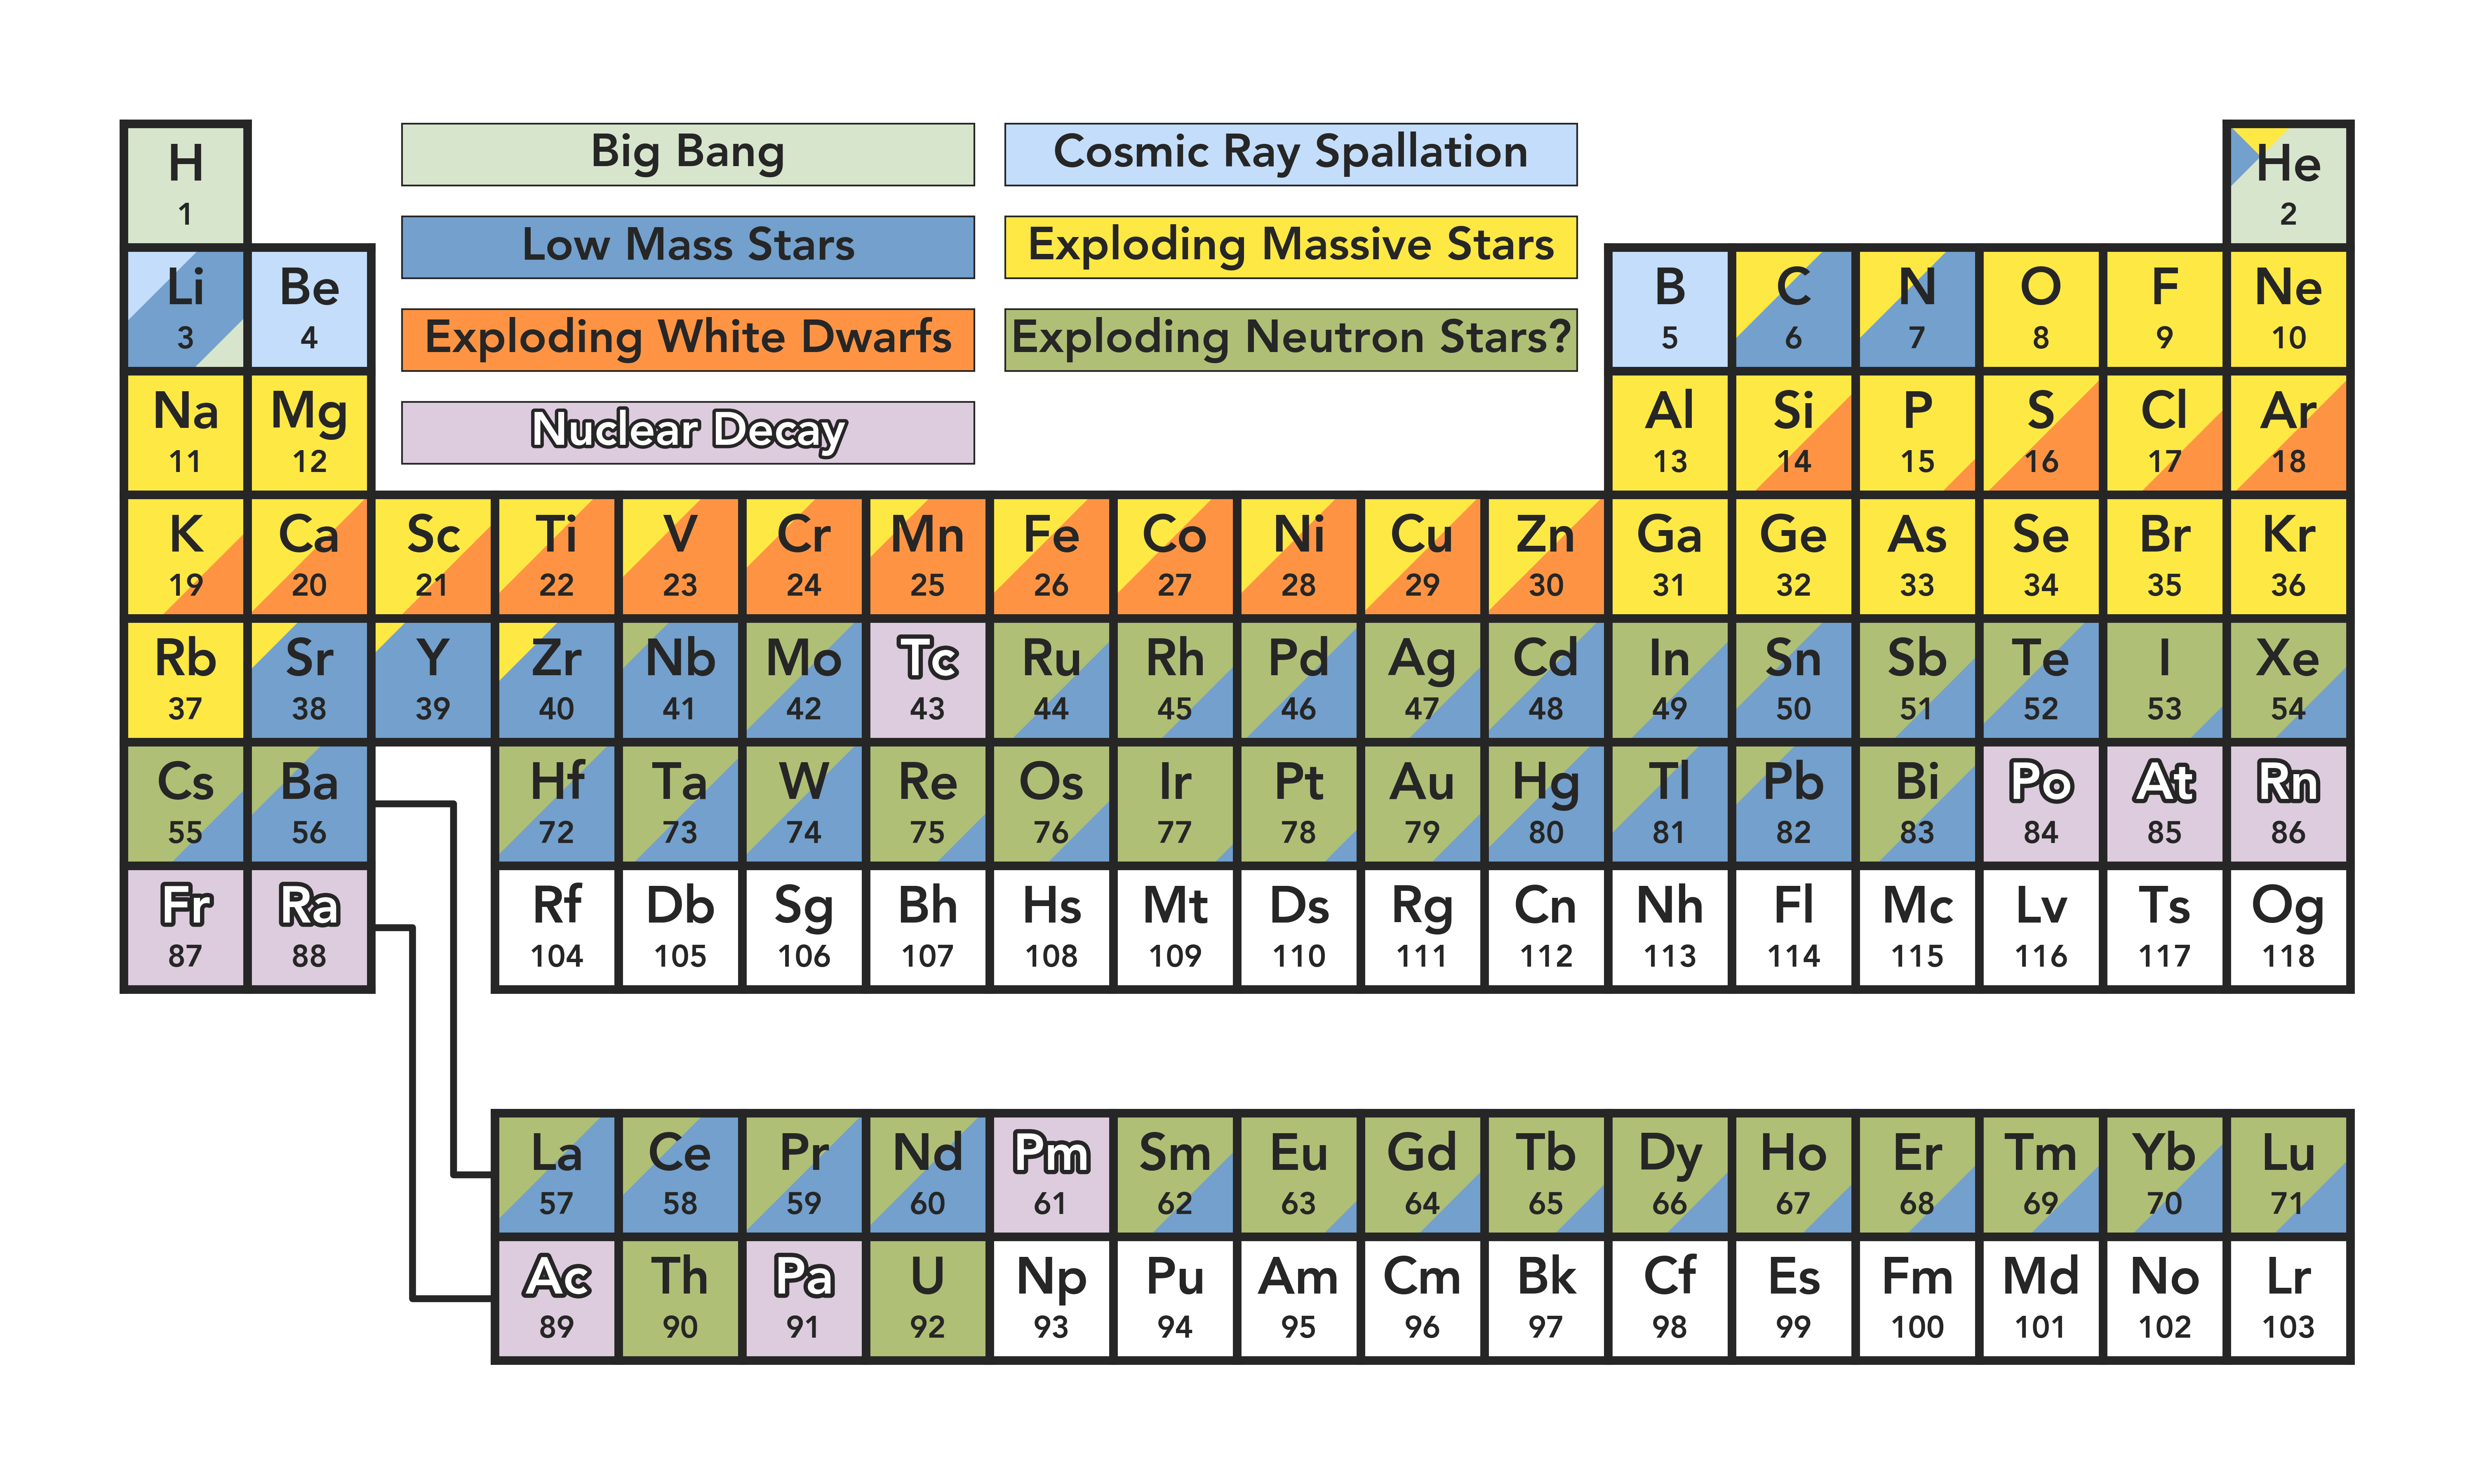 H He
1 2
Big Bang Cosmic Ray Spallation
Low Mass Stars Exploding Massive Stars
Exploding White Dwarfs Exploding Neutron Stars?
Nuclear Decay
Li Be B C N O F Ne
3 4 5 6 7 8 9 10
Na Mg Al Si P S Cl Ar
11 12 13 14 15 16 17 18
K Ca Sc Ti V Cr Mn Fe Co Ni Cu Zn Ga Ge As Se Br Kr
19 20 21 22 23 24 25 26 27 28 29 30 31 32 33 34 35 36
Rb Sr Y Zr Nb Mo Tc Ru Rh Pd Ag Cd In Sn Sb Te I Xe
37 38 39 40 41 42 43 44 45 46 47 48 49 50 51 52 53 54
Cs Ba Hf Ta W Re Os Ir Pt Au Hg Tl Pb Bi Po At Rn
55 56 72 73 74 75 76 77 78 79 80 81 82 83 84 85 86
Fr Ra Rf Db Sg Bh Hs Mt Ds Rg Cn Nh Fl Mc Lv Ts Og
87 88 104 105 106 107 108 109 110 111 112 113 114 115 116 117 118
La Ce Pr Nd Pm Sm Eu Gd Tb Dy Ho Er Tm Yb Lu
57 58 59 60 61 62 63 64 65 66 67 68 69 70 71
Ac Th Pa U Np Pu Am Cm Bk Cf Es Fm Md No Lr
89 90 91 92 93 94 95 96 97 98 99 100 101 102 103